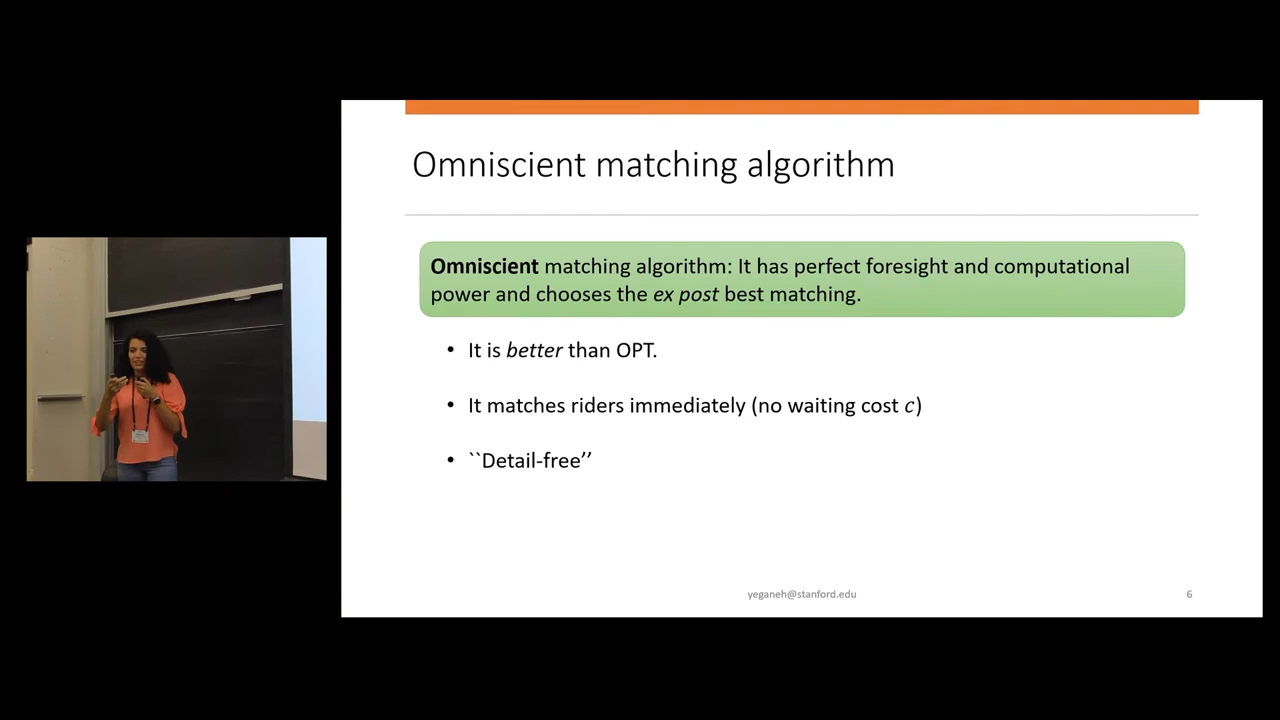 Omniscient matching algorithm
Omniscient matching algorithm: It has perfect foresight and computational
power and chooses the ex post best matching.
• It is better than OPT.
• It matches riders immediately (no waiting cost c)
• ``Detail-free’’
yeganeh@stanford.edu
6